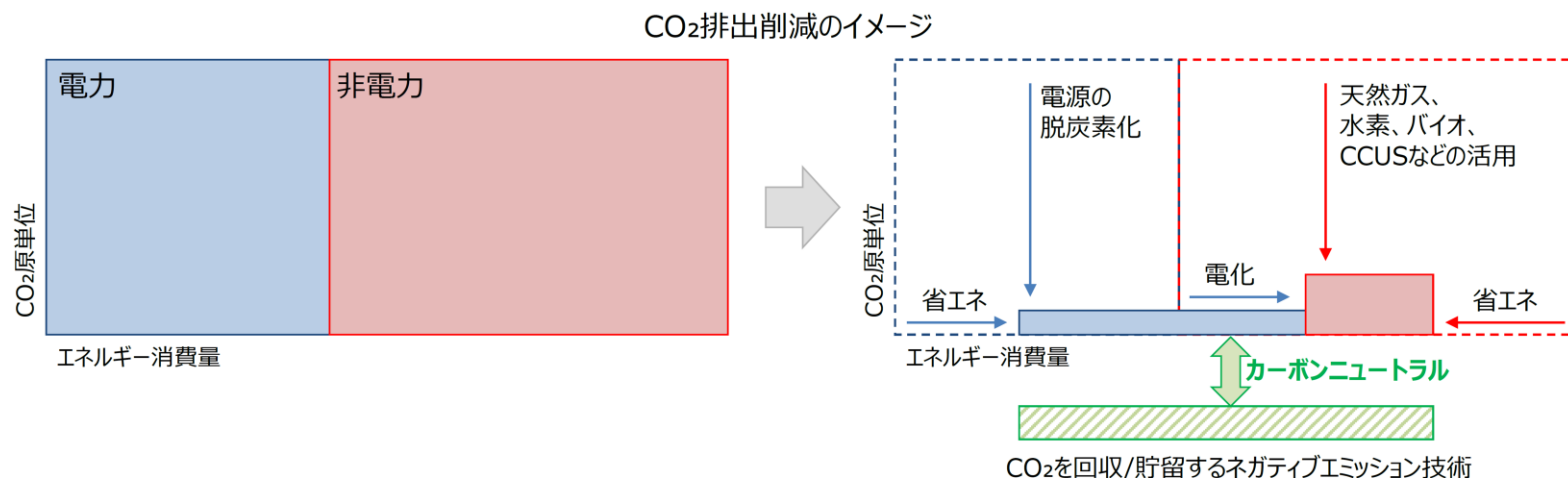 CO₂排出削減のイメージ
電力
非電力
CO₂原単位
エネルギー消費量
電源の
脱炭素化
天然ガス、
水素、バイオ、
CCUSなどの活用
CO₂原単位
省エネ
電化
省エネ
エネルギー消費量
カーボンニュートラル
CO₂を回収/貯留するネガティブエミッション技術